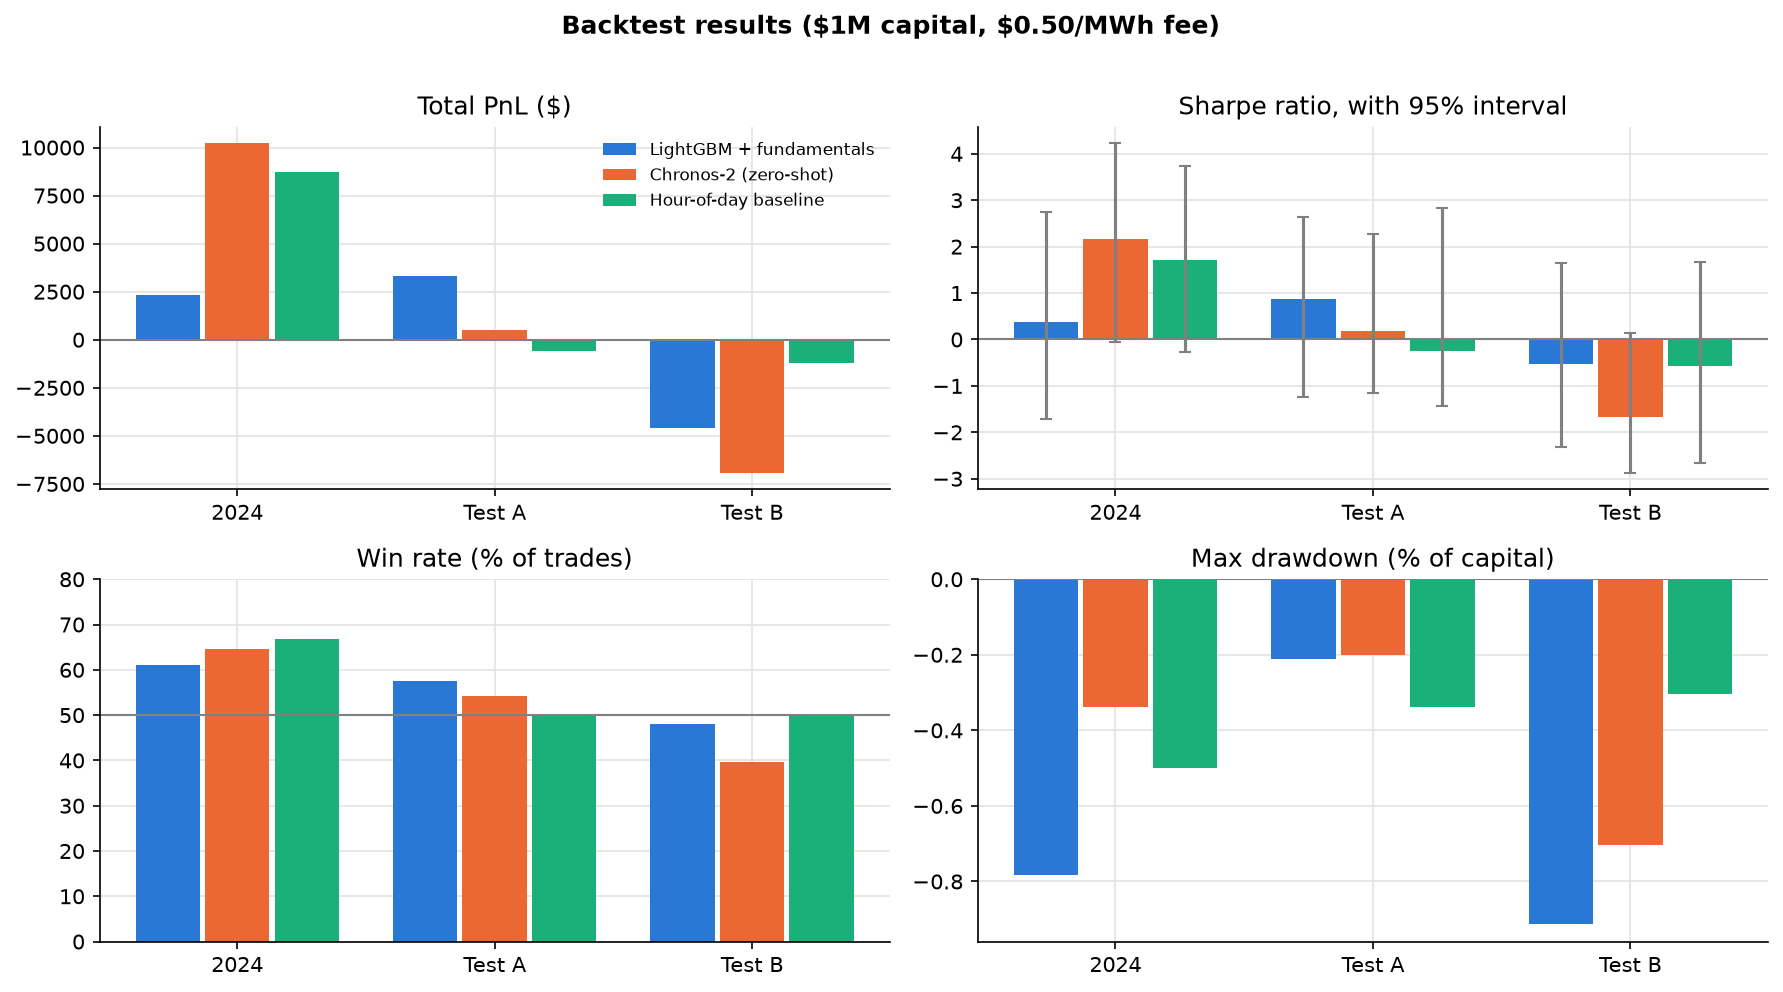 Backtest results ($1M capital, $0.50/MWh fee)
Total PnL ($)
10000
7500
5000
2500
0
−2500
−5000
−7500
LightGBM + fundamentals
Chronos-2 (zero-shot)
Hour-of-day baseline
2024
Test A
Test B
Sharpe ratio, with 95% interval
4
3
2
1
0
−1
−2
−3
2024
Test A
Test B
Win rate (% of trades)
80
70
60
50
40
30
20
10
0
2024
Test A
Test B
Max drawdown (% of capital)
0.0
−0.2
−0.4
−0.6
−0.8
2024
Test A
Test B